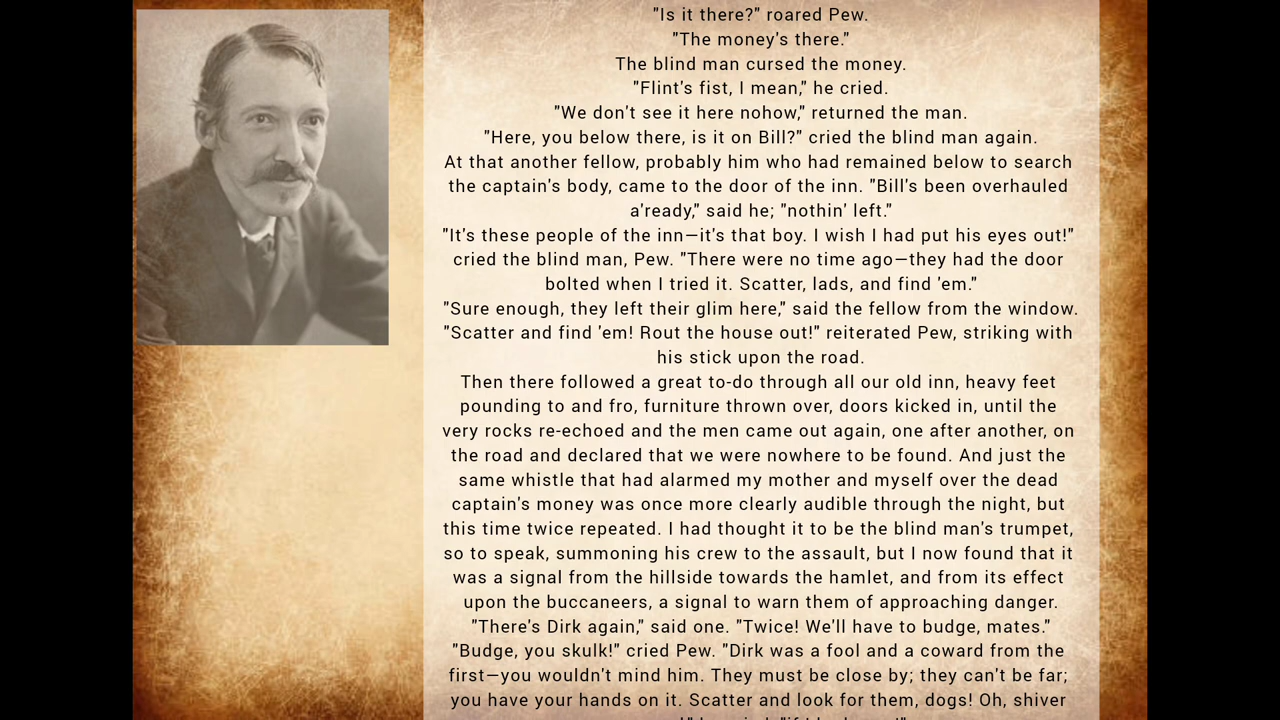 "Is it there?" roared Pew.
"The money's there."
The blind man cursed the money.
"Flint's fist, I mean," he cried.
"We don't see it here nohow," returned the man.
"Here, you below there, is it on Bill?" cried the blind man again.
At that another fellow, probably him who had remained below to search
the captain's body, came to the door of the inn. "Bill's been overhauled
a'ready," said he; "nothin' left."
"It's these people of the inn—it's that boy. I wish I had put his eyes out!"
cried the blind man, Pew. "There were no time ago—they had the door
bolted when I tried it. Scatter, lads, and find 'em."
"Sure enough, they left their glim here," said the fellow from the window.
"Scatter and find 'em! Rout the house out!" reiterated Pew, striking with
his stick upon the road.
Then there followed a great to-do through all our old inn, heavy feet
pounding to and fro, furniture thrown over, doors kicked in, until the
very rocks re-echoed and the men came out again, one after another, on
the road and declared that we were nowhere to be found. And just the
same whistle that had alarmed my mother and myself over the dead
captain's money was once more clearly audible through the night, but
this time twice repeated. I had thought it to be the blind man's trumpet,
so to speak, summoning his crew to the assault, but I now found that it
was a signal from the hillside towards the hamlet, and from its effect
upon the buccaneers, a signal to warn them of approaching danger.
"There's Dirk again," said one. "Twice! We'll have to budge, mates."
"Budge, you skulk!" cried Pew. "Dirk was a fool and a coward from the
first—you wouldn't mind him. They must be close by; they can't be far;
you have your hands on it. Scatter and look for them, dogs! Oh, shiver